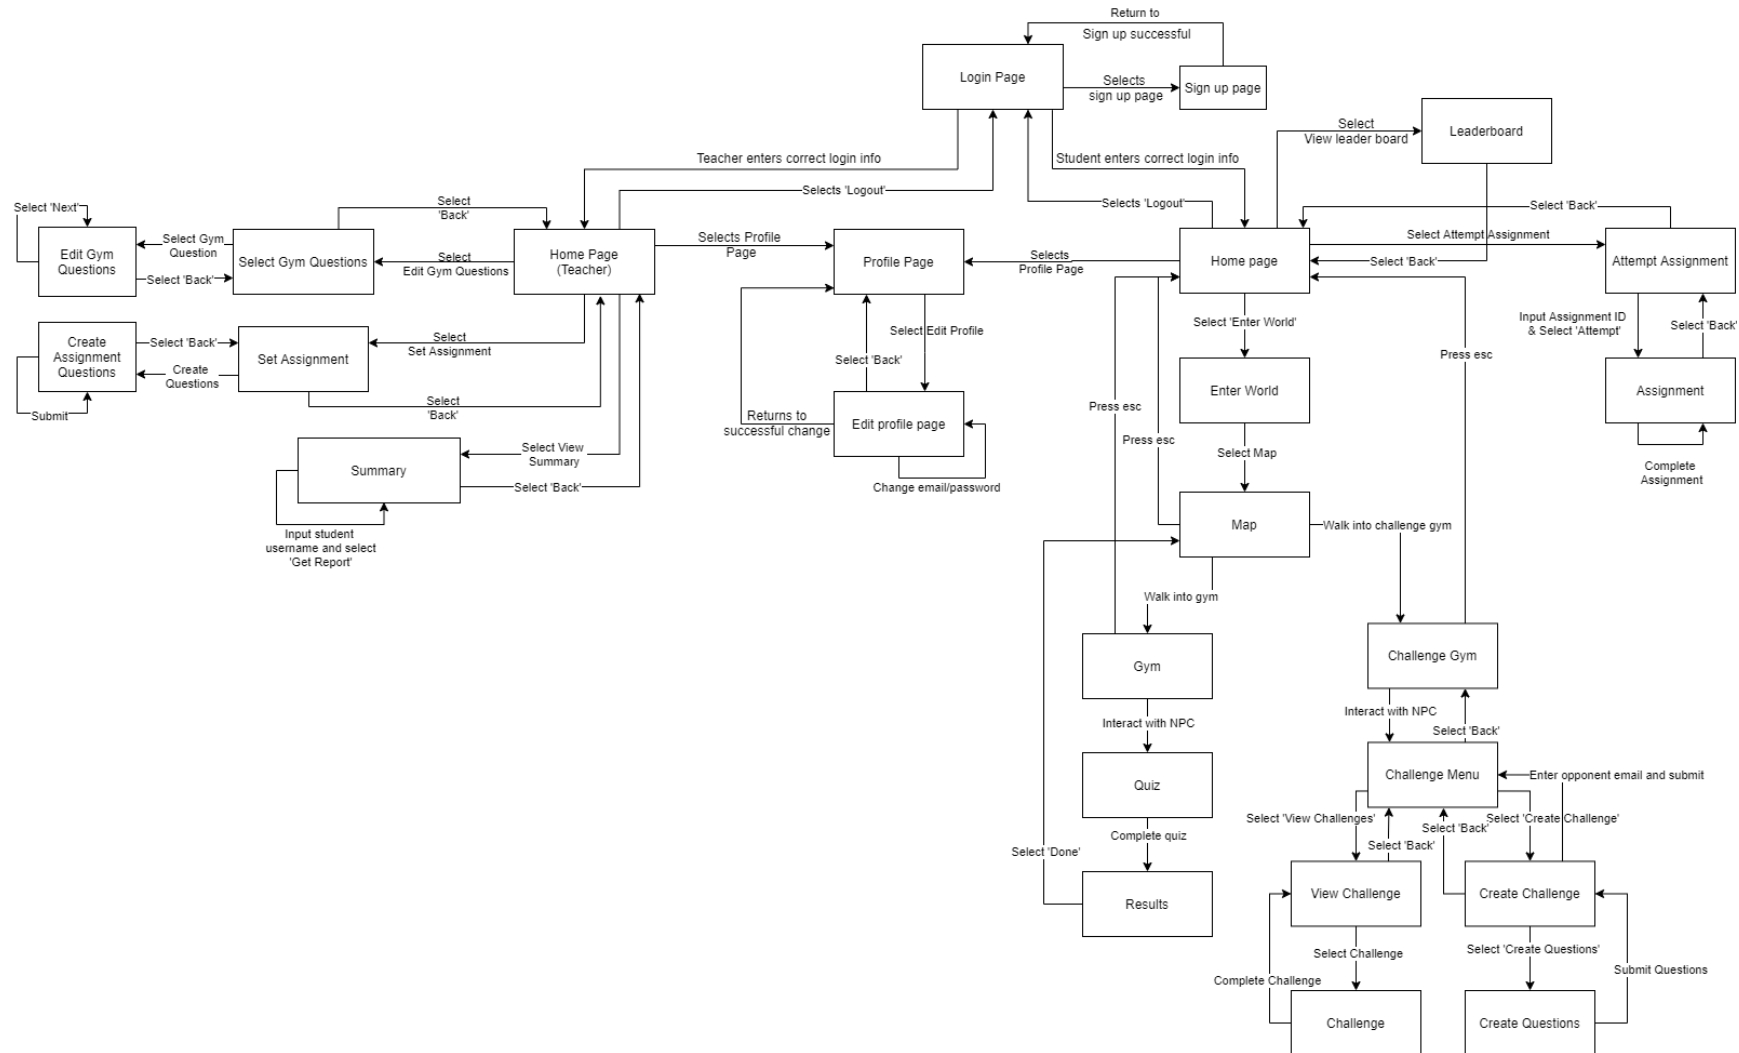 Return to
Sign up successful
Login Page
Selects
sign up page
Sign up page
Select
View leader board
Leaderboard
Teacher enters correct login info
Student enters correct login info
Selects 'Logout'
Selects 'Logout'
Select 'Next'
Select
'Back'
Select 'Back'
Edit Gym
Questions
Select Gym
Question
Select 'Back'
Select Gym Questions
Select
Edit Gym Questions
Home Page
(Teacher)
Selects Profile
Page
Profile Page
Selects
Profile Page
Home page
Select Attempt Assignment
Select 'Back'
Attempt Assignment
Create
Assignment
Questions
Select 'Back'
Create
Questions
Submit
Set Assignment
Select
Set Assignment
Select
'Back'
Select Edit Profile
Select 'Back'
Select 'Enter World'
Input Assignment ID
& Select 'Attempt'
Select 'Back'
Press esc
Enter World
Assignment
Press esc
Press esc
Returns to
successful change
Edit profile page
Change email/password
Select View
Summary
Summary
Select 'Back'
Input student
username and select
'Get Report'
Select Map
Complete
Assignment
Map
Walk into challenge gym
Walk into gym
Gym
Challenge Gym
Interact with NPC
Interact with NPC
Select 'Back'
Quiz
Challenge Menu
Enter opponent email and submit
Select 'View Challenges'
Select 'Back'
Select 'Create Challenge'
Complete quiz
Select 'Done'
Select 'Back'
Results
View Challenge
Create Challenge
Select Challenge
Select 'Create Questions'
Complete Challenge
Submit Questions
Challenge
Create Questions